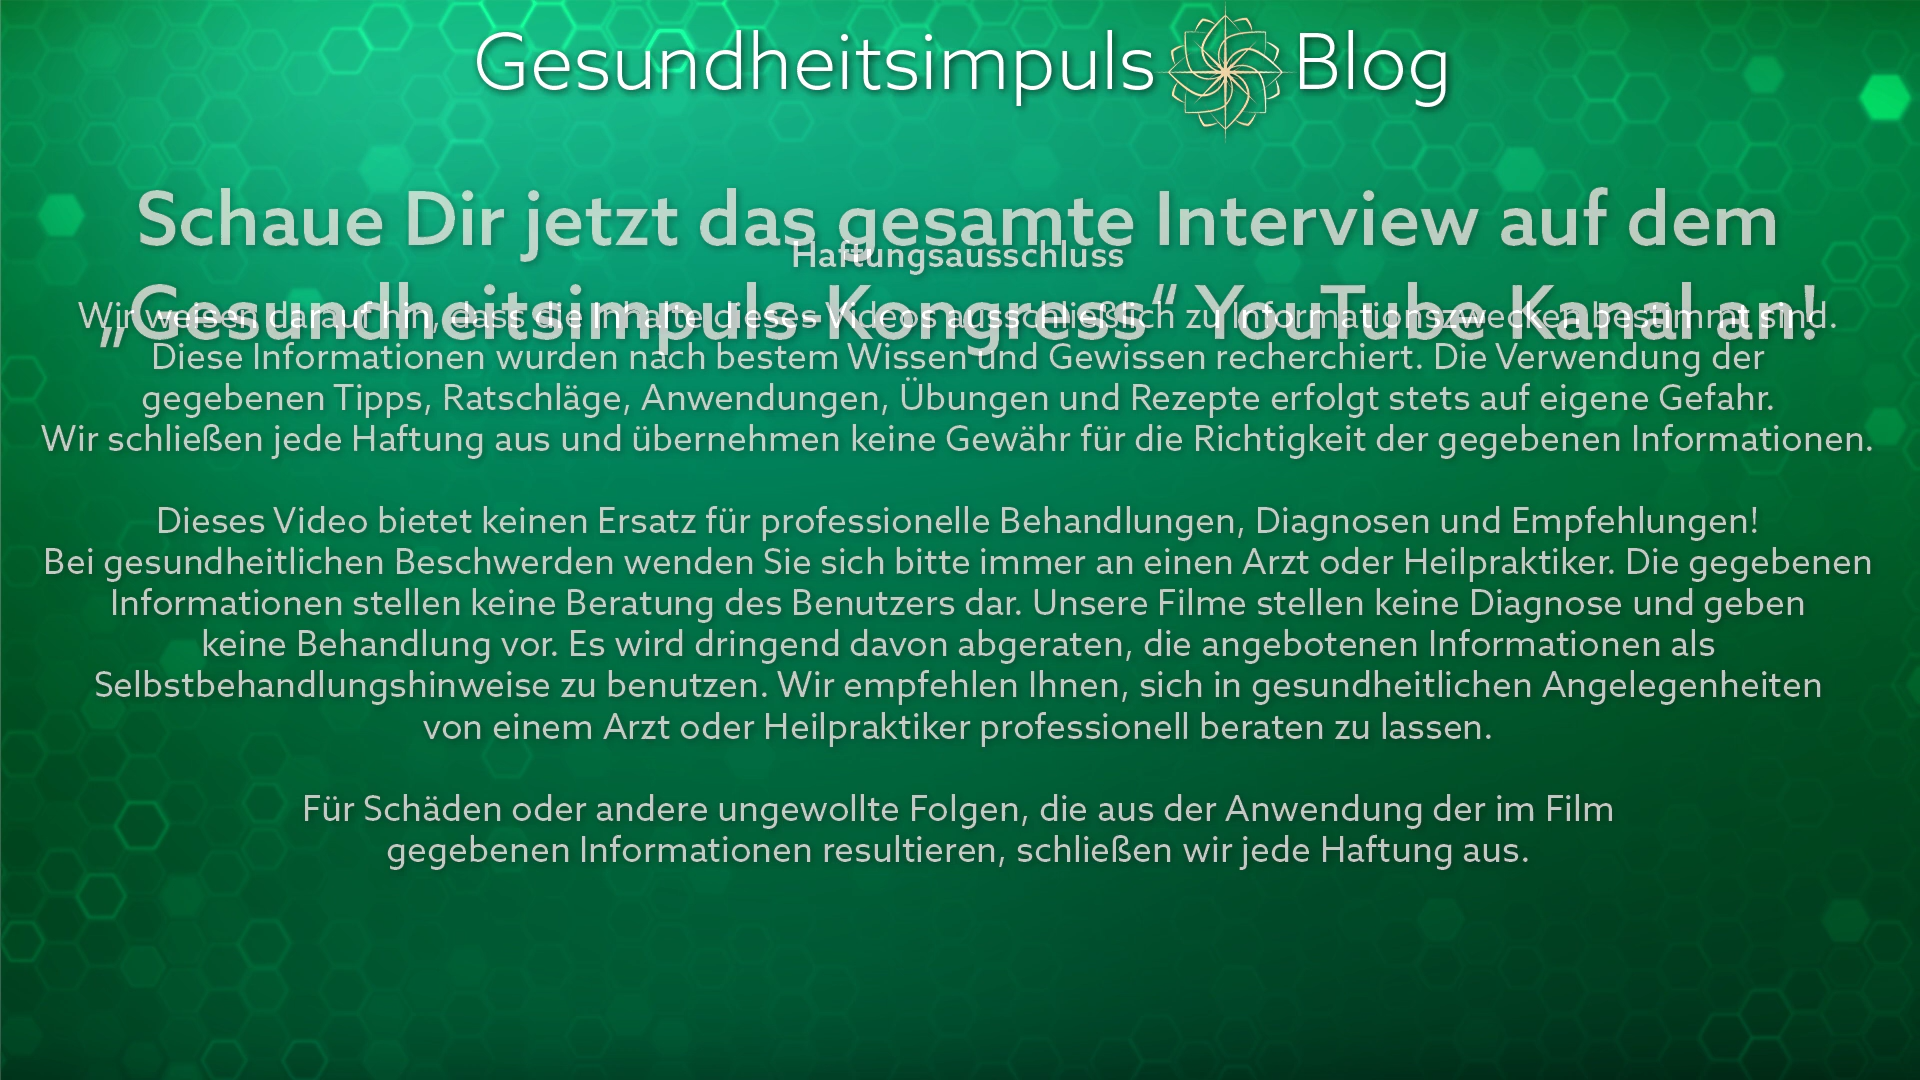 Gesundheitsimpuls Blog
Schaue Dir jetzt das gesamte Interview auf dem
„Gesundheitsimpuls-Kongress“ YouTube Kanal an!
Haftungsausschluss
Wir weisen darauf hin, dass die Inhalte dieses Videos ausschließlich zu Informationszwecken bestimmt sind.
Diese Informationen wurden nach bestem Wissen und Gewissen recherchiert. Die Verwendung der
gegebenen Tipps, Ratschläge, Anwendungen, Übungen und Rezepte erfolgt stets auf eigene Gefahr.
Wir schließen jede Haftung aus und übernehmen keine Gewähr für die Richtigkeit der gegebenen Informationen.
Dieses Video bietet keinen Ersatz für professionelle Behandlungen, Diagnosen und Empfehlungen!
Bei gesundheitlichen Beschwerden wenden Sie sich bitte immer an einen Arzt oder Heilpraktiker. Die gegebenen
Informationen stellen keine Beratung des Benutzers dar. Unsere Filme stellen keine Diagnose und geben
keine Behandlung vor. Es wird dringend davon abgeraten, die angebotenen Informationen als
Selbstbehandlungshinweise zu benutzen. Wir empfehlen Ihnen, sich in gesundheitlichen Angelegenheiten
von einem Arzt oder Heilpraktiker professionell beraten zu lassen.
Für Schäden oder andere ungewollte Folgen, die aus der Anwendung der im Film
gegebenen Informationen resultieren, schließen wir jede Haftung aus.